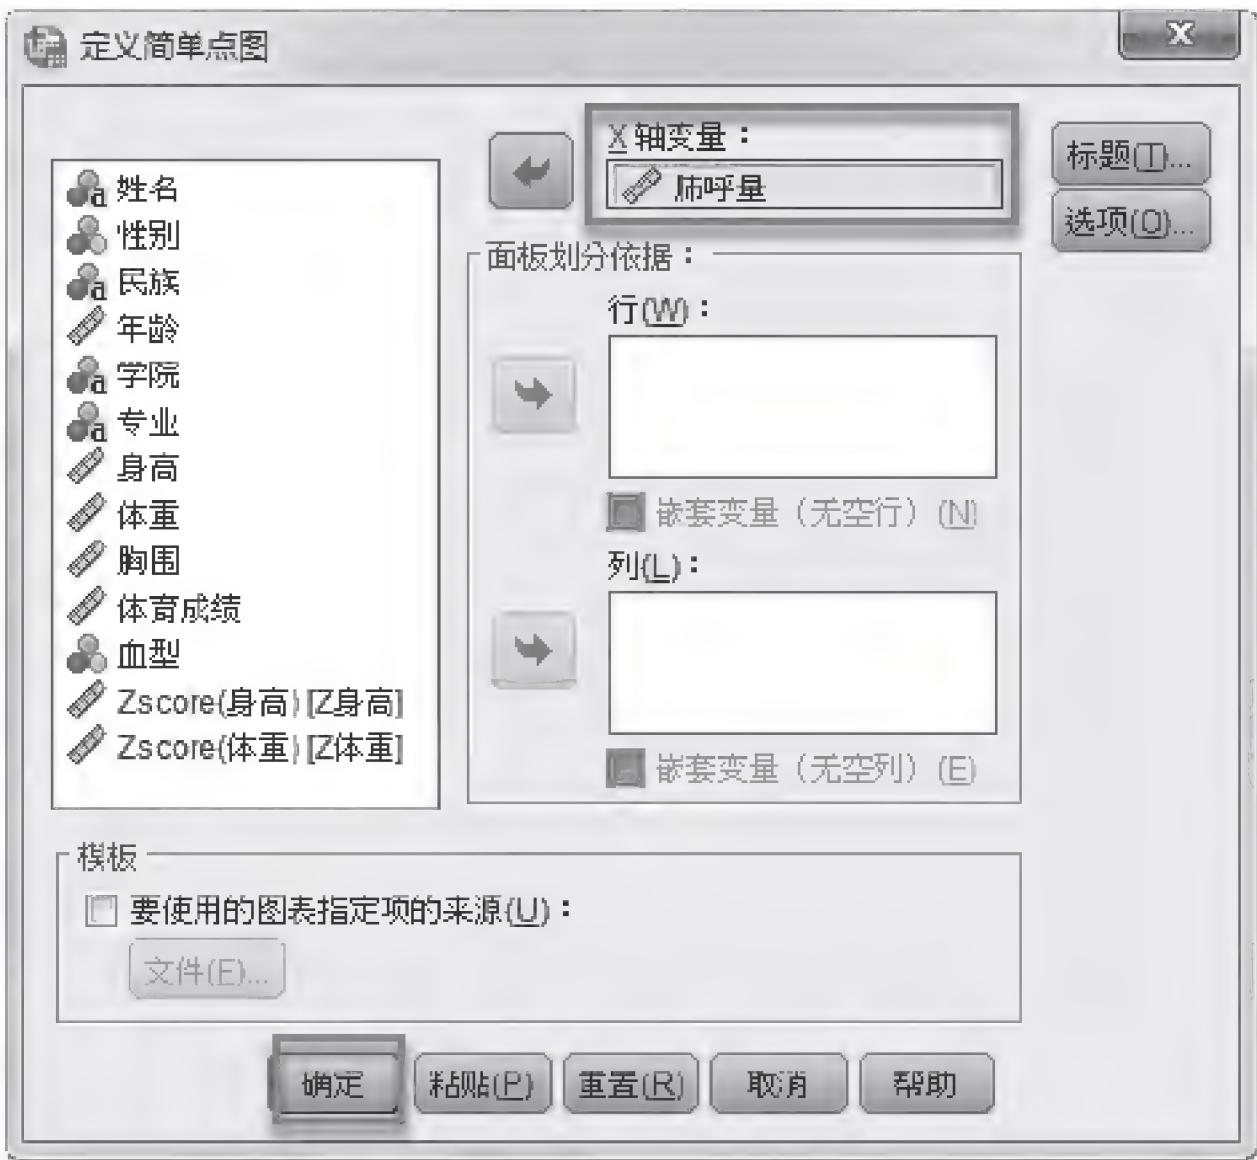 定义简单点图
X 轴变量：
肺呼量
标题(T)...
选项(O)...
姓名
性别
民族
年龄
学院
专业
身高
体重
胸围
体育成绩
血型
Zscore(身高) [Z身高]
Zscore(体重) [Z体重]
面板划分依据：
行(W)：
嵌套变量（无空行）(N)
列(L)：
嵌套变量（无空列）(E)
模板
要使用的图表指定项的来源(U)：
文件(F)...
确定
粘贴(P)
重置(R)
取消
帮助